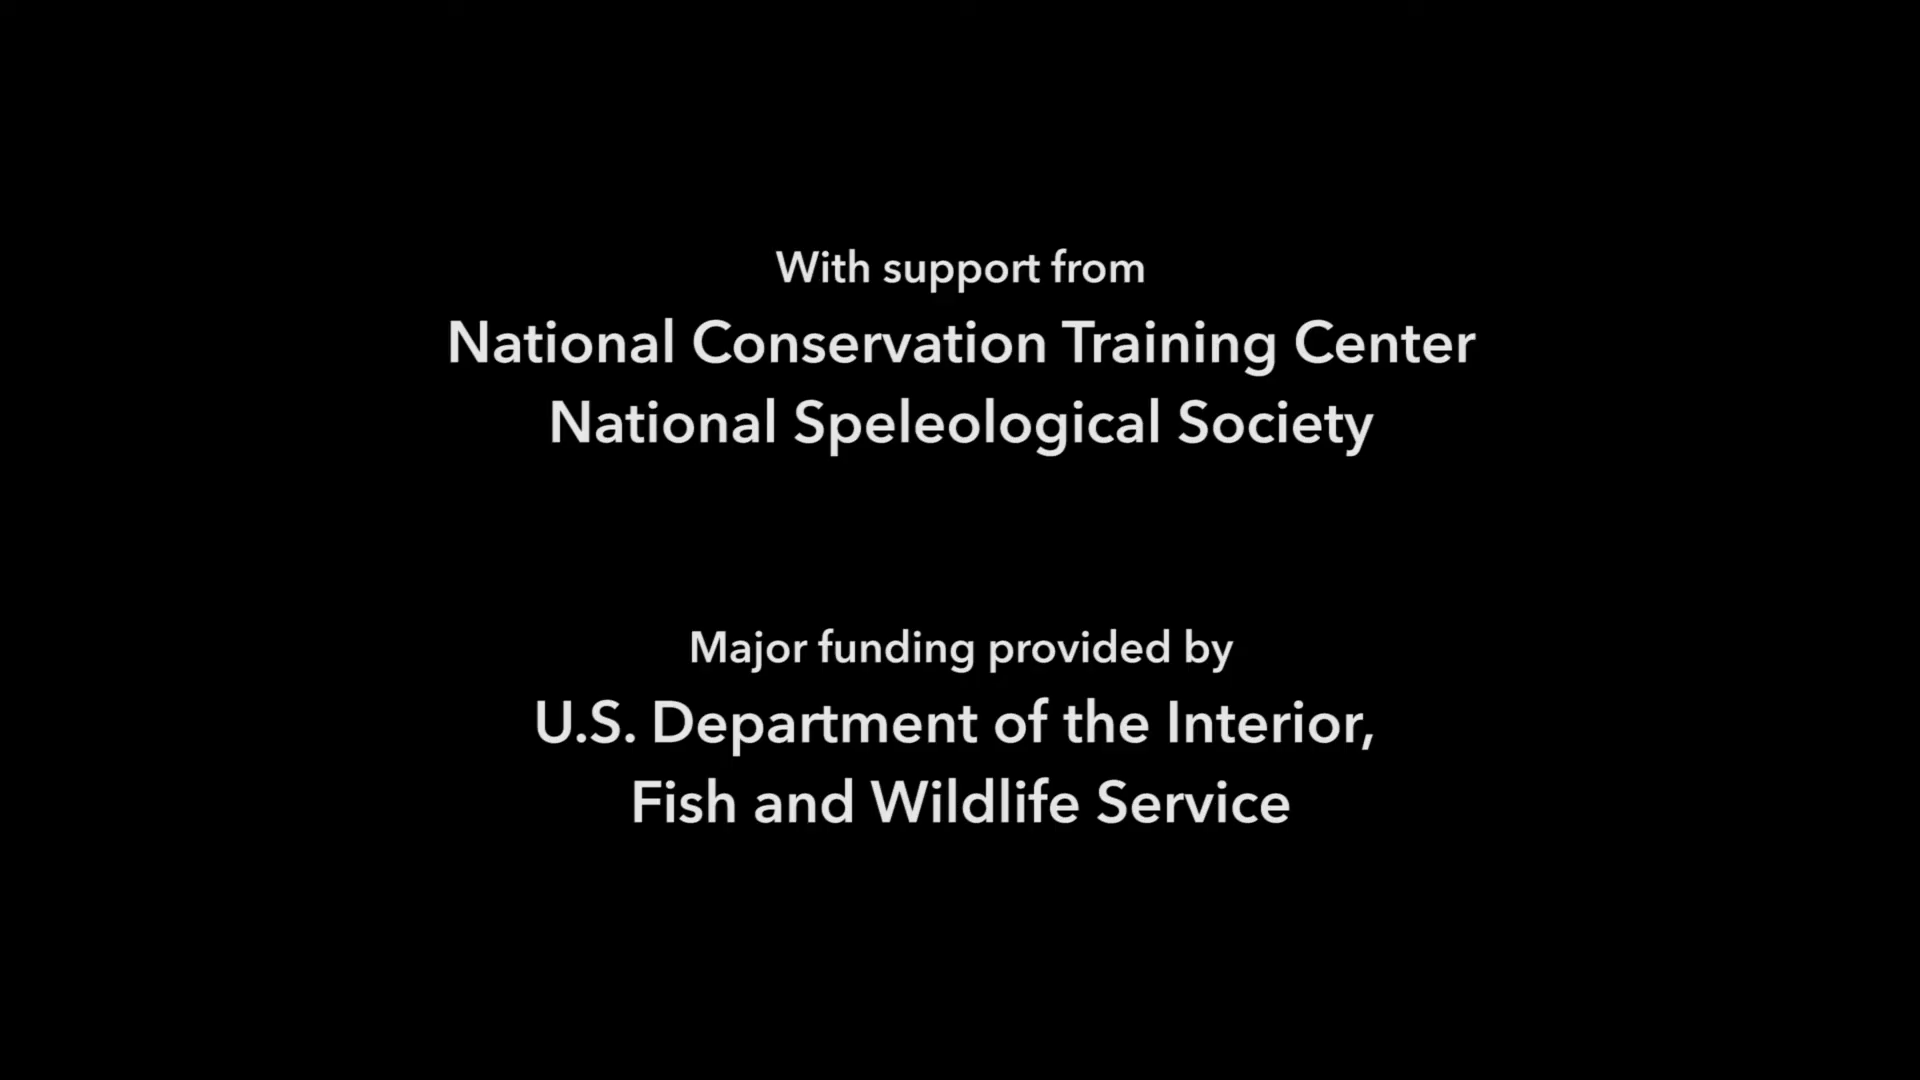 With support from
National Conservation Training Center
National Speleological Society
Major funding provided by
U.S. Department of the Interior,
Fish and Wildlife Service